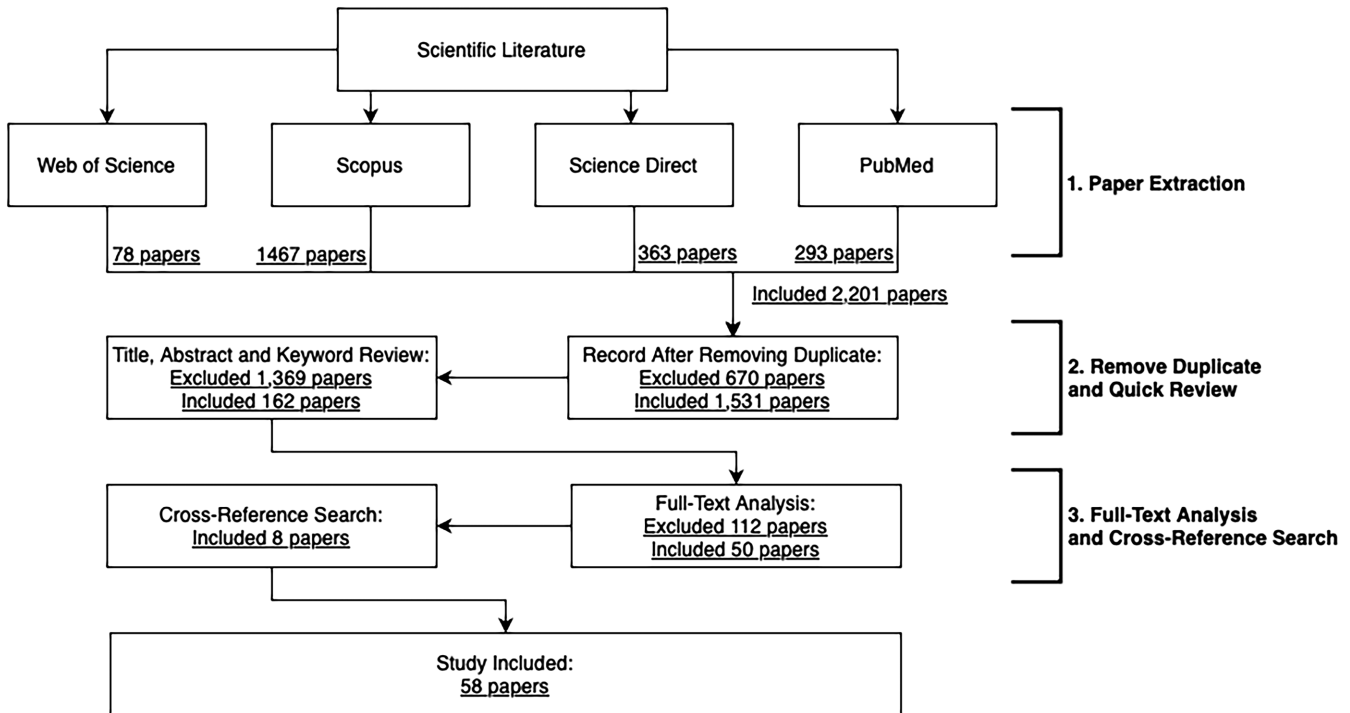 Scientific Literature
Web of Science
Scopus
Science Direct
PubMed
1. Paper Extraction
78 papers
1467 papers
363 papers
293 papers
Included 2,201 papers
Title, Abstract and Keyword Review:
Excluded 1,369 papers
Included 162 papers
Record After Removing Duplicate:
Excluded 670 papers
Included 1,531 papers
2. Remove Duplicate
and Quick Review
Cross-Reference Search:
Included 8 papers
Full-Text Analysis:
Excluded 112 papers
Included 50 papers
3. Full-Text Analysis
and Cross-Reference Search
Study Included:
58 papers